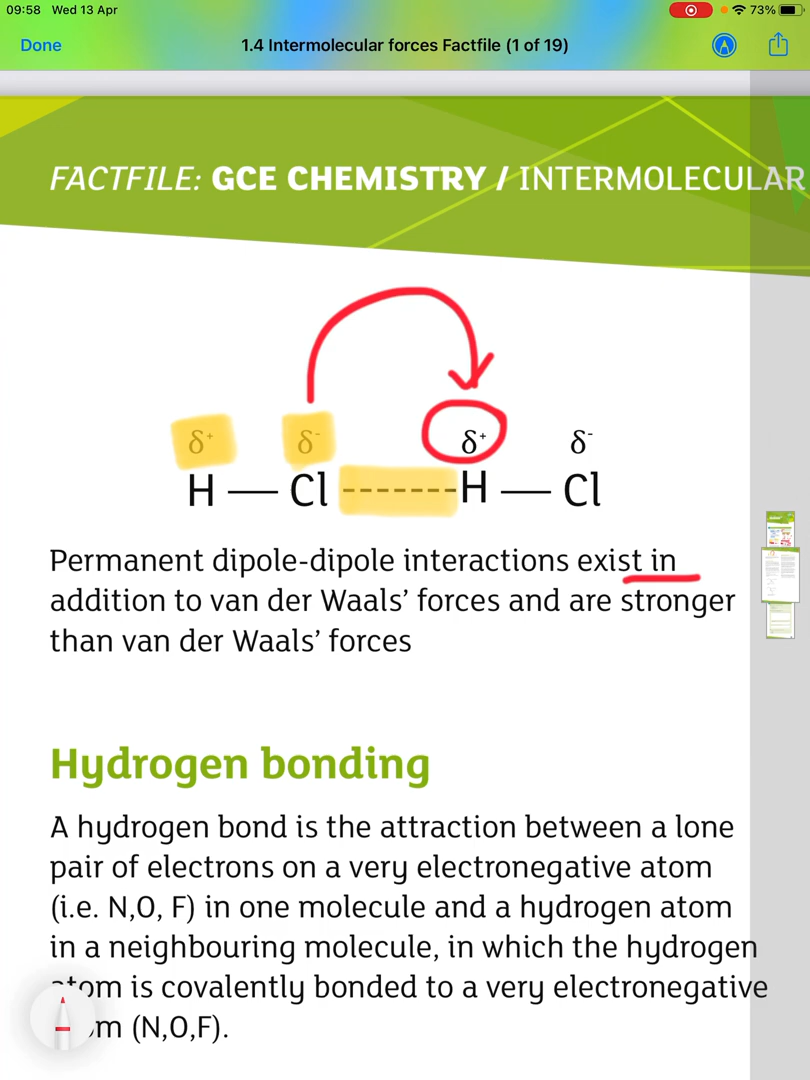 09:58 Wed 13 Apr 73%
Done 1.4 Intermolecular forces Factfile (1 of 19)
FACTFILE: GCE CHEMISTRY / INTERMOLECULAR
δ+ δ- δ+ δ-
H — Cl -------H — Cl
Permanent dipole-dipole interactions exist in
addition to van der Waals’ forces and are stronger
than van der Waals’ forces
Hydrogen bonding
A hydrogen bond is the attraction between a lone
pair of electrons on a very electronegative atom
(i.e. N,O, F) in one molecule and a hydrogen atom
in a neighbouring molecule, in which the hydrogen
atom is covalently bonded to a very electronegative
m (N,O,F).